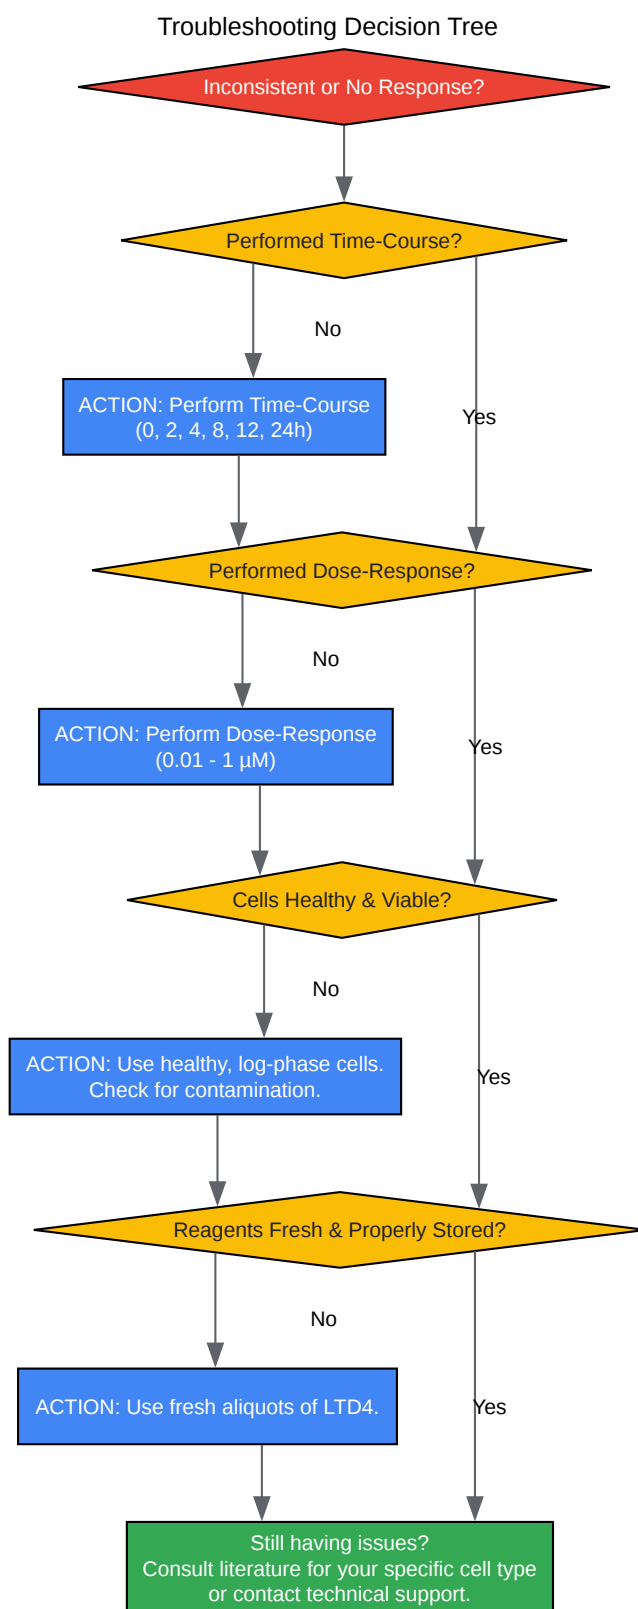 Troubleshooting Decision Tree
Inconsistent or No Response?
Performed Time-Course?
No
ACTION: Perform Time-Course
(0, 2, 4, 8, 12, 24h)
Yes
Performed Dose-Response?
No
ACTION: Perform Dose-Response
(0.01 - 1 µM)
Yes
Cells Healthy & Viable?
No
ACTION: Use healthy, log-phase cells.
Check for contamination.
Yes
Reagents Fresh & Properly Stored?
No
ACTION: Use fresh aliquots of LTD4.
Yes
Still having issues?
Consult literature for your specific cell type
or contact technical support.